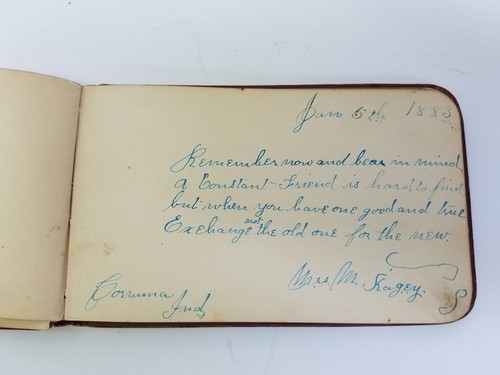 Jan 5th 1883
Remember now and bear in mind
a Constant Friend is hard to find
but when you have one good and true
Exchange not the old one for the new.
Mrs. M. Kagey.
Corunna
Ind